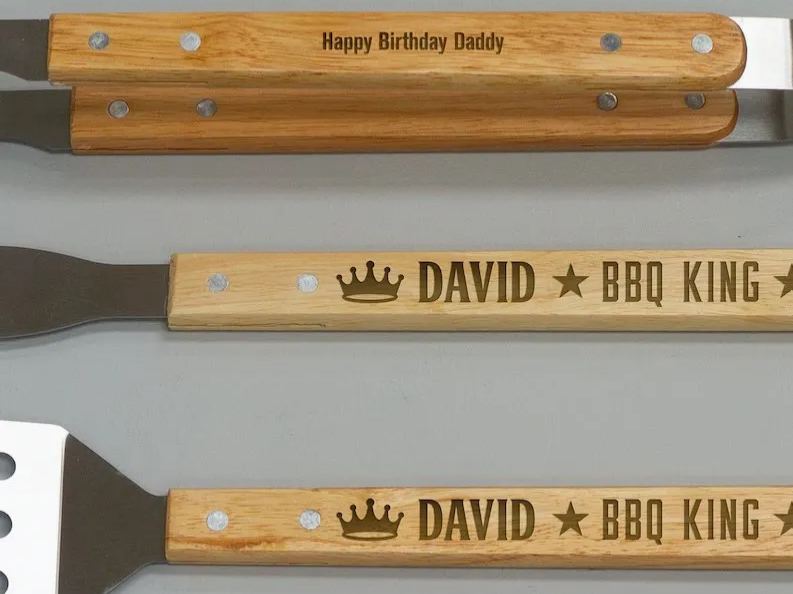 Happy Birthday Daddy
DAVID ★ BBQ KING ★
DAVID ★ BBQ KING ★